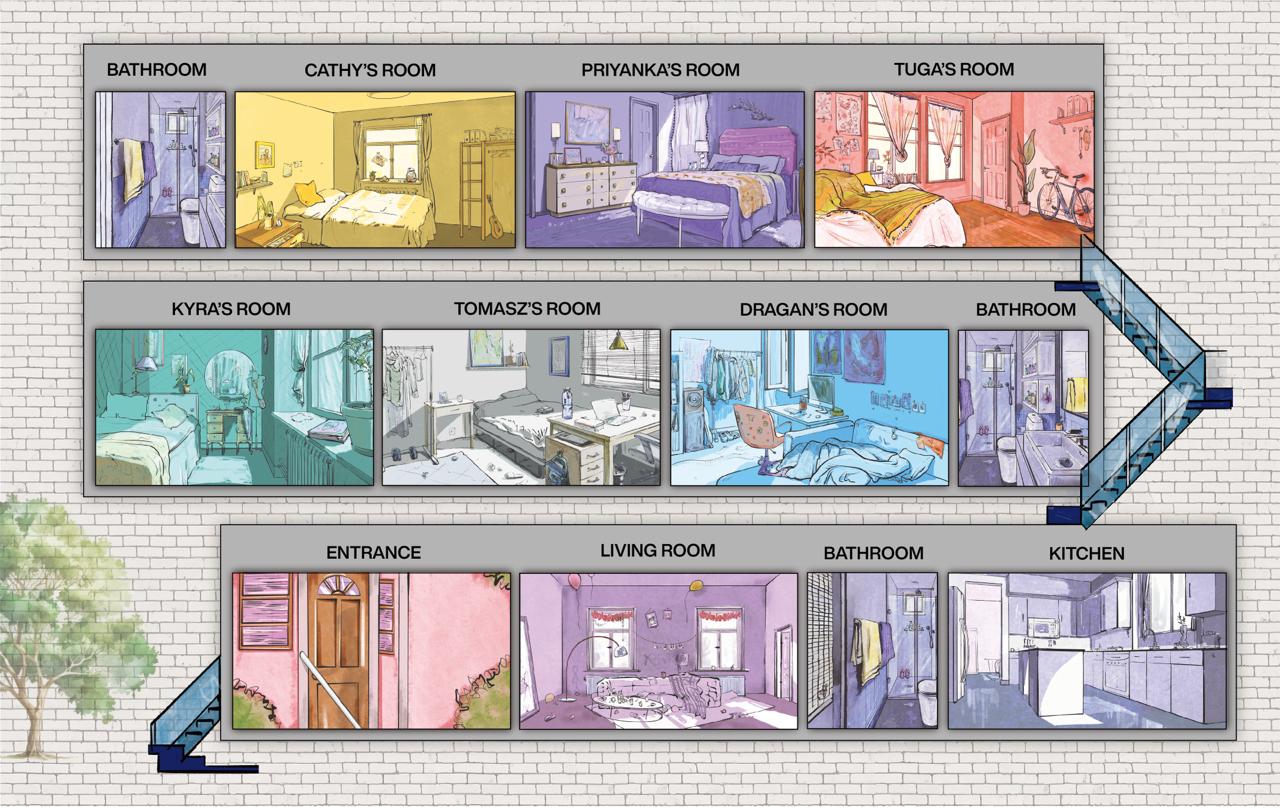 BATHROOM
CATHY'S ROOM
PRIYANKA'S ROOM
TUGA'S ROOM
KYRA'S ROOM
TOMASZ'S ROOM
DRAGAN'S ROOM
BATHROOM
ENTRANCE
LIVING ROOM
BATHROOM
KITCHEN